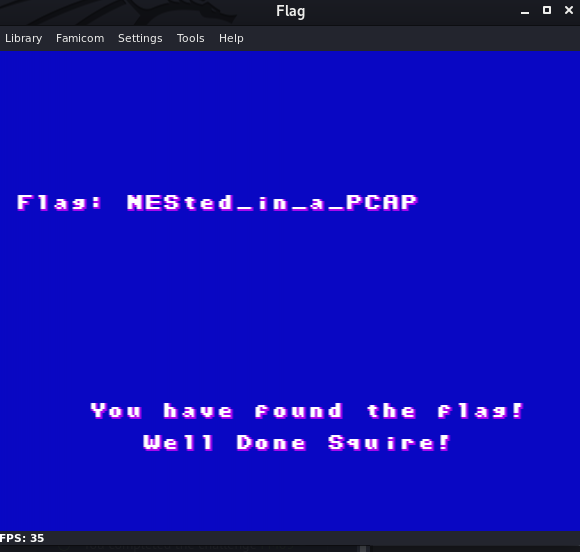 Flag
Library Famicom Settings Tools Help
Flag: NESted_in_a_PCAP
You have found the flag!
Well Done Squire!
FPS: 35